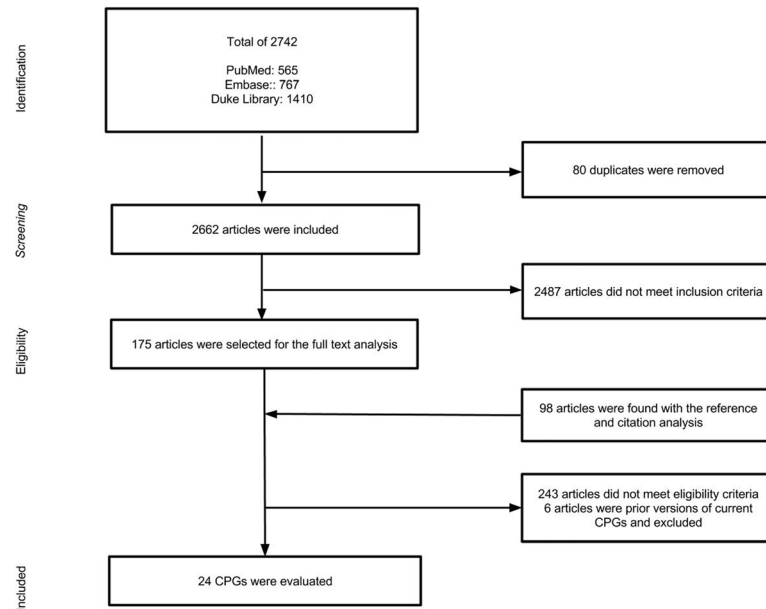 Identification
Total of 2742
PubMed: 565
Embase:: 767
Duke Library: 1410
80 duplicates were removed
Screening
2662 articles were included
2487 articles did not meet inclusion criteria
Eligibility
175 articles were selected for the full text analysis
98 articles were found with the reference
and citation analysis
243 articles did not meet eligibility criteria
6 articles were prior versions of current
CPGs and excluded
ncluded
24 CPGs were evaluated